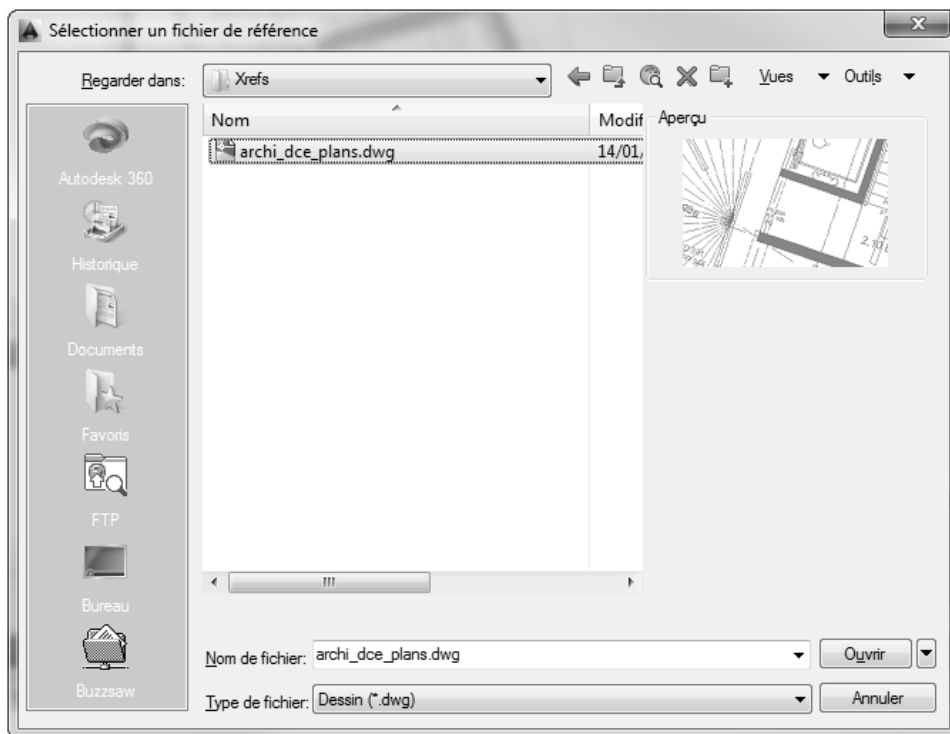 Sélectionner un fichier de référence
Regarder dans: Xrefs Vues Outils
Nom Modif Aperçu
archi_dce_plans.dwg 14/01,
Autodesk 360
Historique
Documents
Favoris
FTP
Bureau
Buzzsaw
Nom de fichier: archi_dce_plans.dwg Ouvrir
Type de fichier: Dessin (*.dwg) Annuler